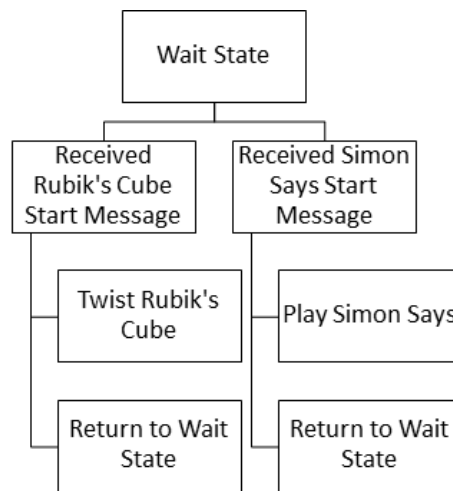 Wait State
Received
Rubik's Cube
Start Message
Received Simon
Says Start
Message
Twist Rubik's
Cube
Play Simon Says
Return to Wait
State
Return to Wait
State